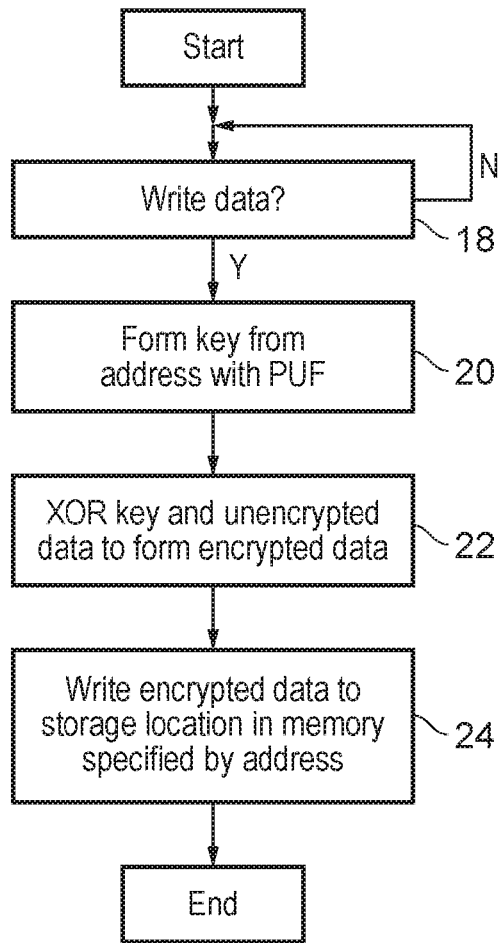 Start
N
Write data?
18
Y
Form key from
address with PUF
20
XOR key and unencrypted
data to form encrypted data
22
Write encrypted data to
storage location in memory
specified by address
24
End